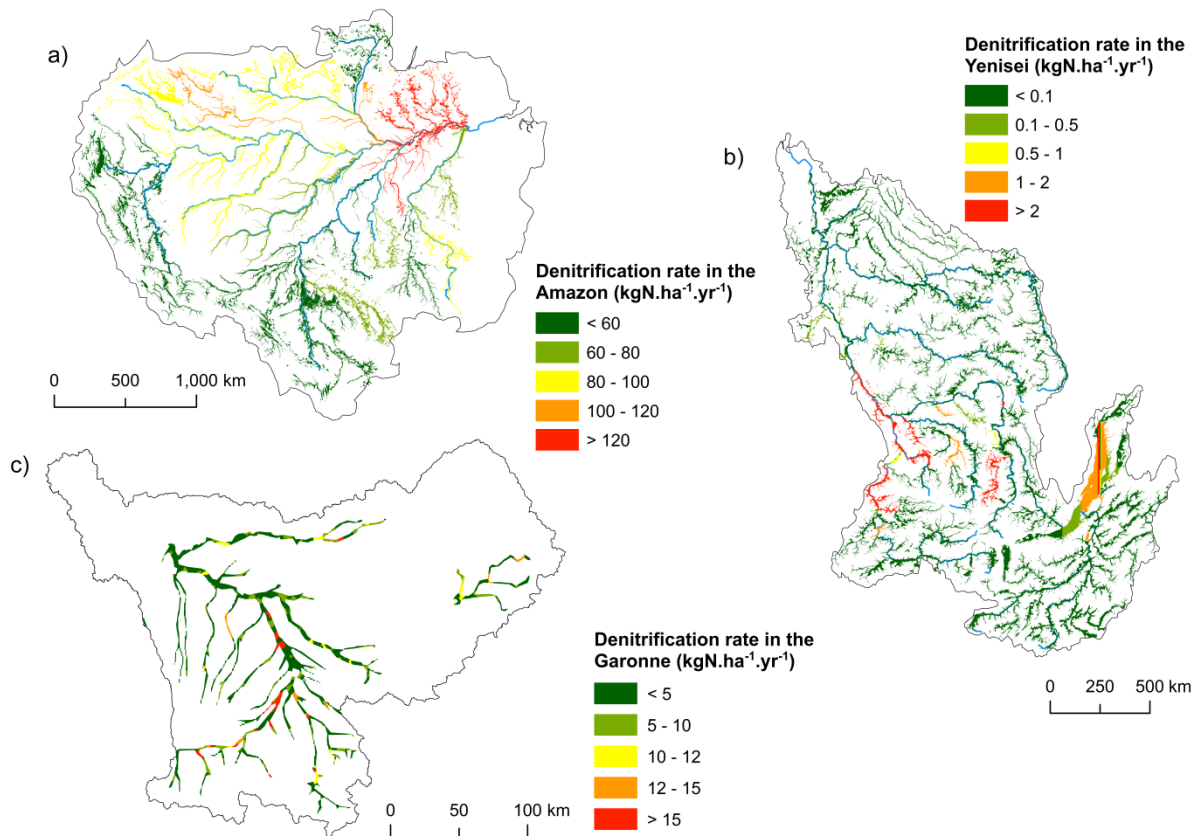 a)
Denitrification rate in the
Amazon (kgN.ha⁻¹.yr⁻¹)
< 60
60 - 80
80 - 100
100 - 120
> 120
0 500 1,000 km
b)
Denitrification rate in the
Yenisei (kgN.ha⁻¹.yr⁻¹)
< 0.1
0.1 - 0.5
0.5 - 1
1 - 2
> 2
0 250 500 km
c)
Denitrification rate in the
Garonne (kgN.ha⁻¹.yr⁻¹)
< 5
5 - 10
10 - 12
12 - 15
> 15
0 50 100 km